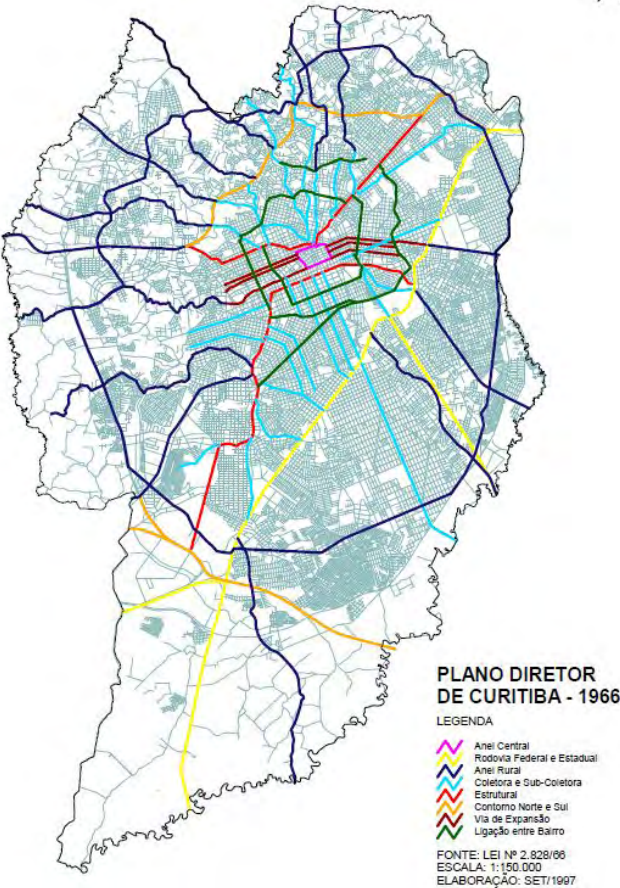 PLANO DIRETOR
DE CURITIBA - 1966
LEGENDA
Anel Central
Rodovia Federal e Estadual
Anel Rural
Coletora e Sub-Coletora
Estrutural
Contorno Norte e Sul
Via de Expansão
Ligação entre Bairro
FONTE: LEI Nº 2.828/66
ESCALA: 1:150.000
ELABORAÇÃO: SET/1997